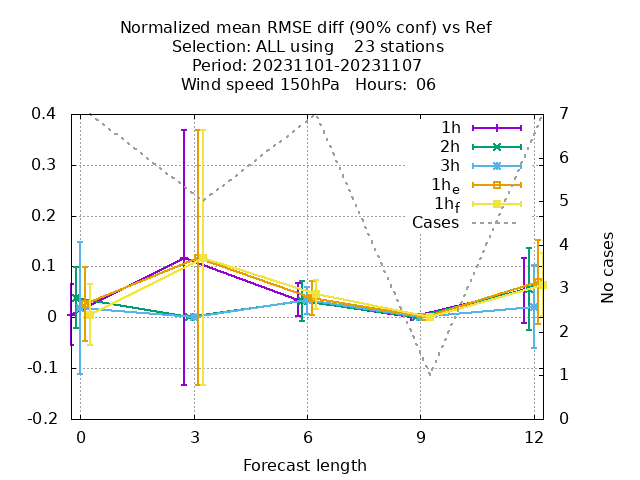 Normalized mean RMSE diff (90% conf) vs Ref
Selection: ALL using    23 stations
Period: 20231101-20231107
Wind speed 150hPa   Hours:  06
0.4
0.3
0.2
0.1
0
-0.1
-0.2
7
6
5
4
3
2
1
0
1h
2h
3h
1he
1hf
Cases
No cases
0
3
6
9
12
Forecast length